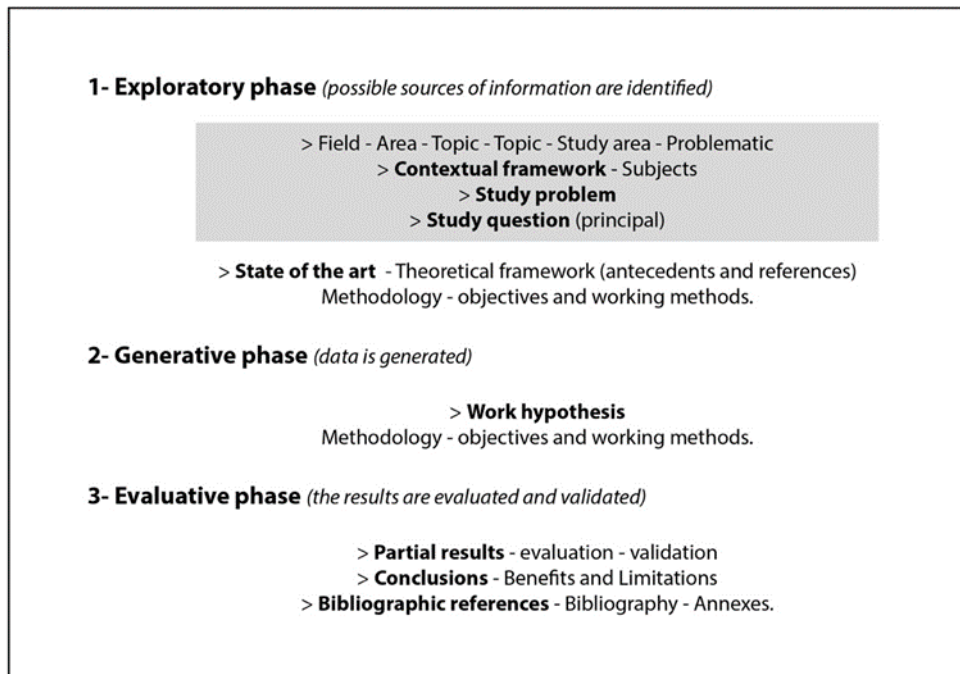 1- Exploratory phase (possible sources of information are identified)
> Field - Area - Topic - Topic - Study area - Problematic
> Contextual framework - Subjects
> Study problem
> Study question (principal)
> State of the art - Theoretical framework (antecedents and references)
Methodology - objectives and working methods.
2- Generative phase (data is generated)
> Work hypothesis
Methodology - objectives and working methods.
3- Evaluative phase (the results are evaluated and validated)
> Partial results - evaluation - validation
> Conclusions - Benefits and Limitations
> Bibliographic references - Bibliography - Annexes.